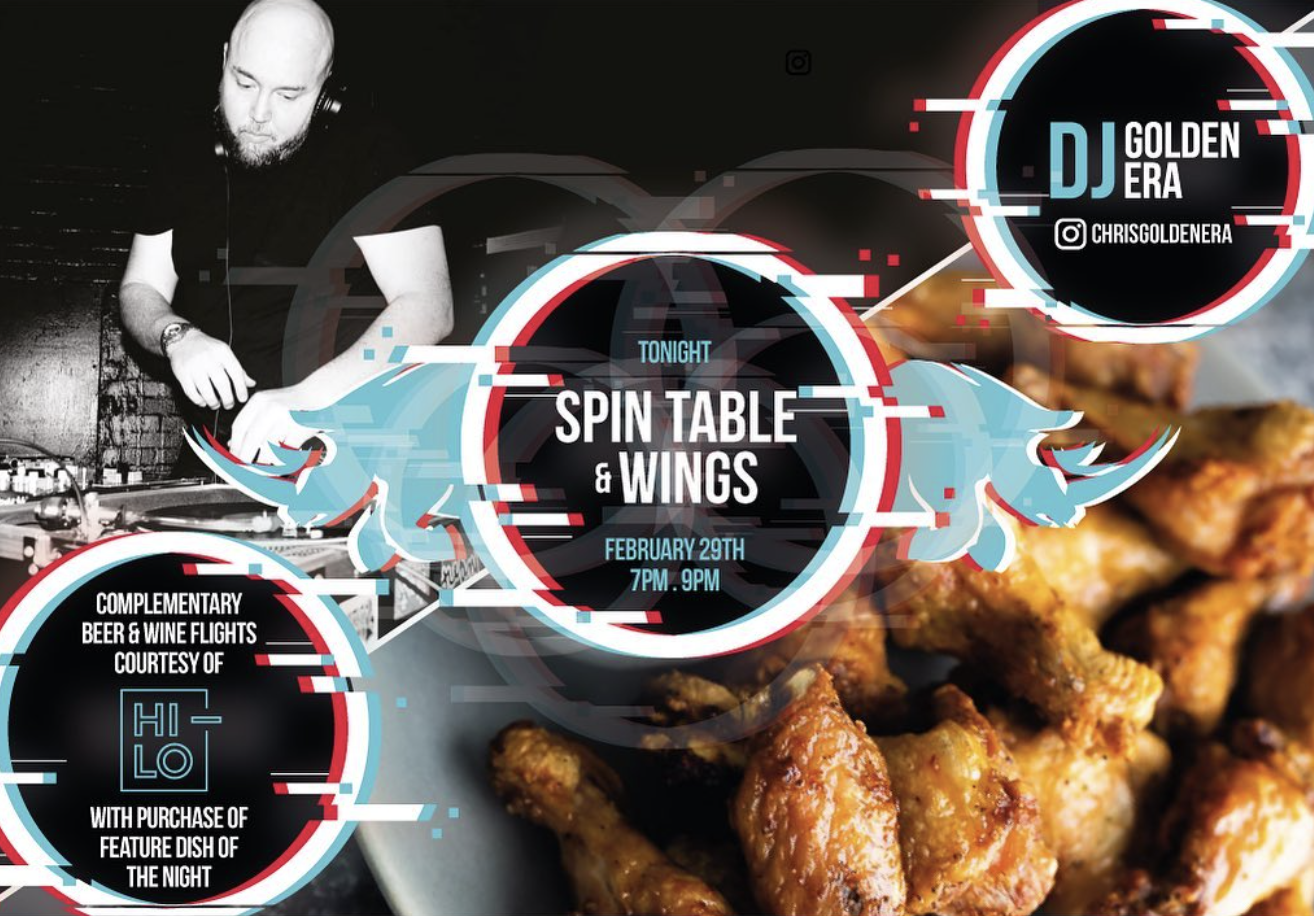 DJ GOLDEN
ERA
CHRISGOLDENERA
TONIGHT
SPIN TABLE
& WINGS
FEBRUARY 29TH
7PM . 9PM
COMPLEMENTARY
BEER & WINE FLIGHTS
COURTESY OF
HI-
LO
WITH PURCHASE OF
FEATURE DISH OF
THE NIGHT